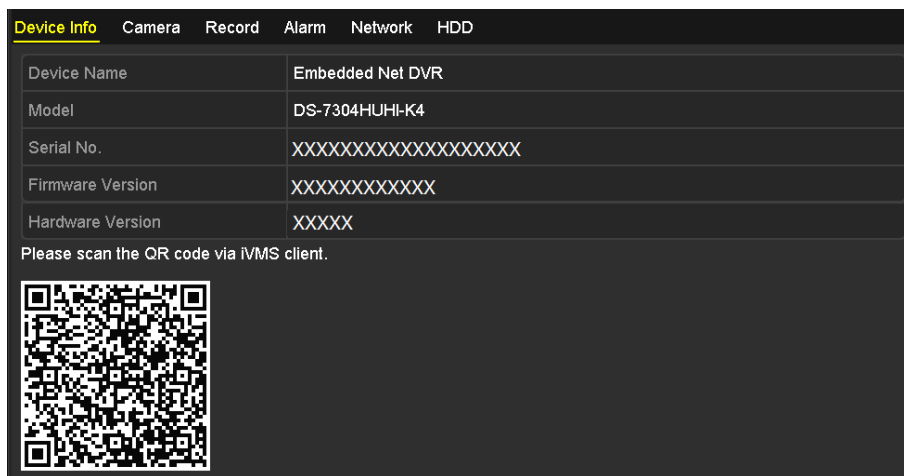 Device Info Camera Record Alarm Network HDD
Device Name Embedded Net DVR
Model DS-7304HUHI-K4
Serial No. XXXXXXXXXXXXXXXXXXX
Firmware Version XXXXXXXXXXXX
Hardware Version XXXXX
Please scan the QR code via iVMS client.